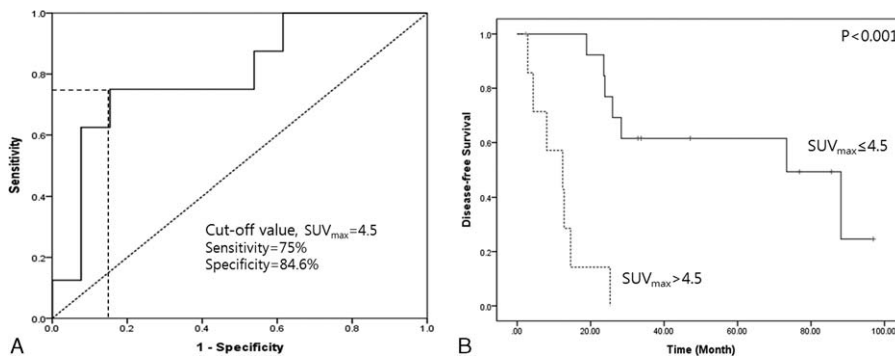 1.0
0.8
0.6
0.4
0.2
0.0
Sensitivity
Cut-off value, SUVmax=4.5
Sensitivity=75%
Specificity=84.6%
0.0 0.2 0.4 0.6 0.8 1.0
1 - Specificity
A
P<0.001
1.0
0.8
0.6
0.4
0.2
0.0
Disease-free Survival
SUVmax≤4.5
SUVmax>4.5
.00 20.00 40.00 60.00 80.00 100.00
Time (Month)
B